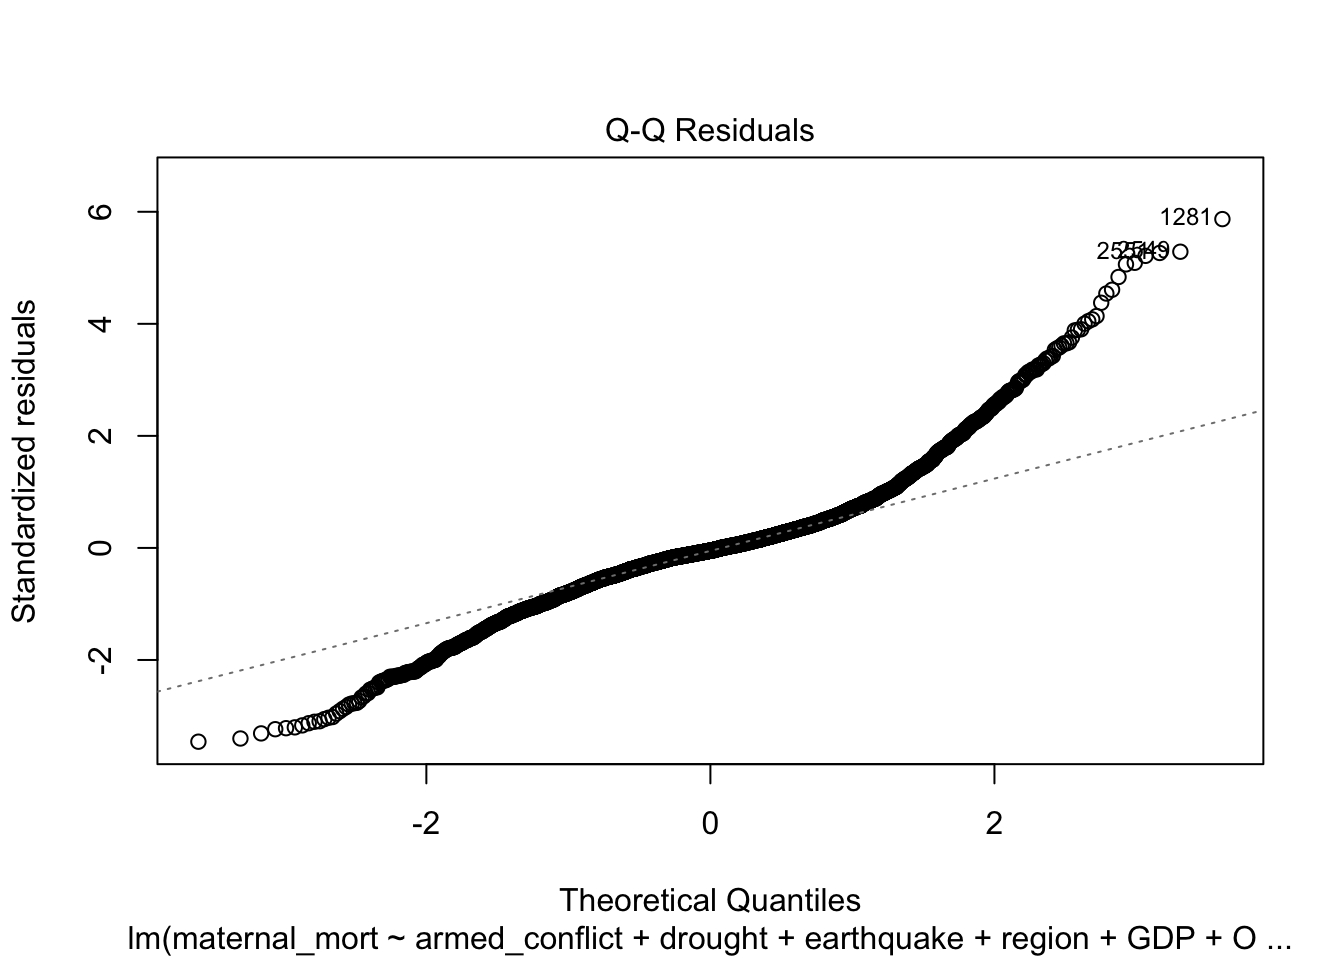 Q-Q Residuals
Standardized residuals
6
4
2
0
-2
1281
-2
0
2
Theoretical Quantiles
lm(maternal_mort ~ armed_conflict + drought + earthquake + region + GDP + O ...